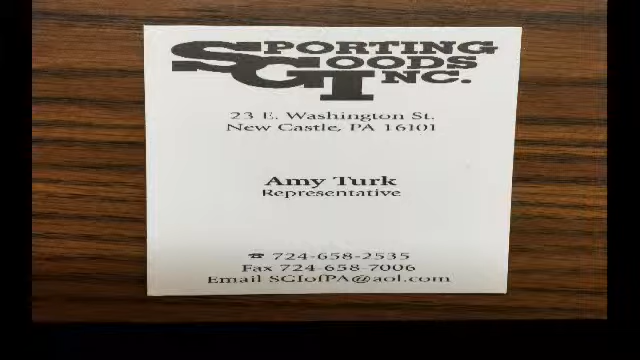 SPORTING
GOODS
INC.
23 E. Washington St.
New Castle, PA 16101
Amy Turk
Representative
☎ 724-658-2535
Fax 724-658-7006
Email SGIofPA@aol.com